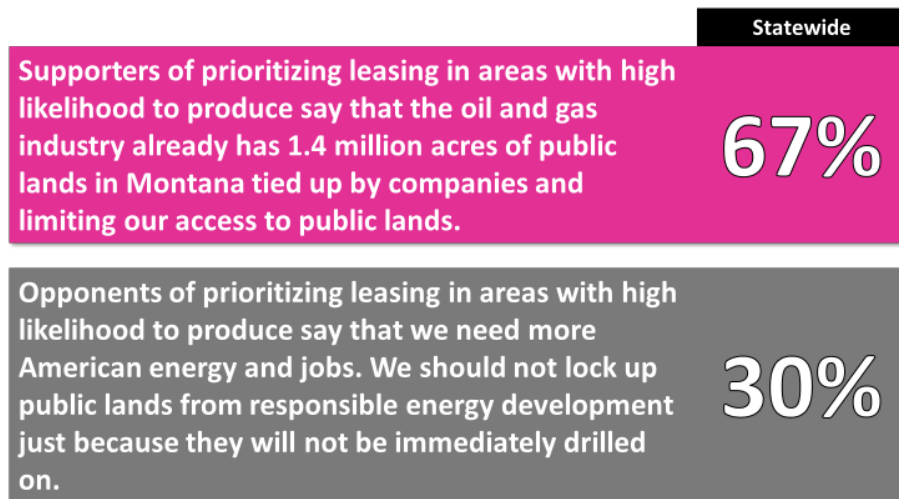 Statewide
Supporters of prioritizing leasing in areas with high
likelihood to produce say that the oil and gas
industry already has 1.4 million acres of public
lands in Montana tied up by companies and
limiting our access to public lands.
67%
Opponents of prioritizing leasing in areas with high
likelihood to produce say that we need more
American energy and jobs. We should not lock up
public lands from responsible energy development
just because they will not be immediately drilled
on.
30%